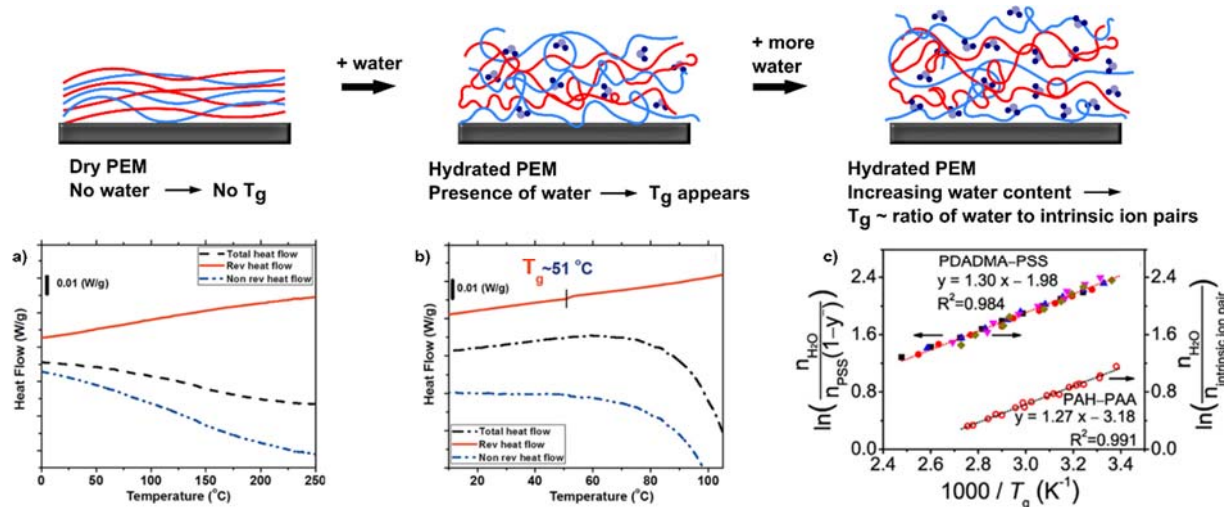 + water
+ more
water
Dry PEM
No water → No Tg
Hydrated PEM
Presence of water → Tg appears
Hydrated PEM
Increasing water content →
Tg ~ ratio of water to intrinsic ion pairs
a)
Total heat flow
Rev heat flow
Non rev heat flow
0.01 (W/g)
Heat Flow (W/g)
0 50 100 150 200 250
Temperature (°C)
b)
Tg ~51 °C
0.01 (W/g)
Heat Flow (W/g)
Total heat flow
Rev heat flow
Non rev heat flow
20 40 60 80 100
Temperature (°C)
c)
PDADMA-PSS
y = 1.30 x – 1.98
R²=0.984
PAH-PAA
y = 1.27 x – 3.18
R²=0.991
ln(nH₂O / nPSS(1-y⁻))
2.4
1.8
1.2
0.6
0.0
ln(nH₂O / nintrinsic ion pair)
2.4
1.6
0.8
0.0
2.4 2.6 2.8 3.0 3.2 3.4
1000 / Tg (K⁻¹)